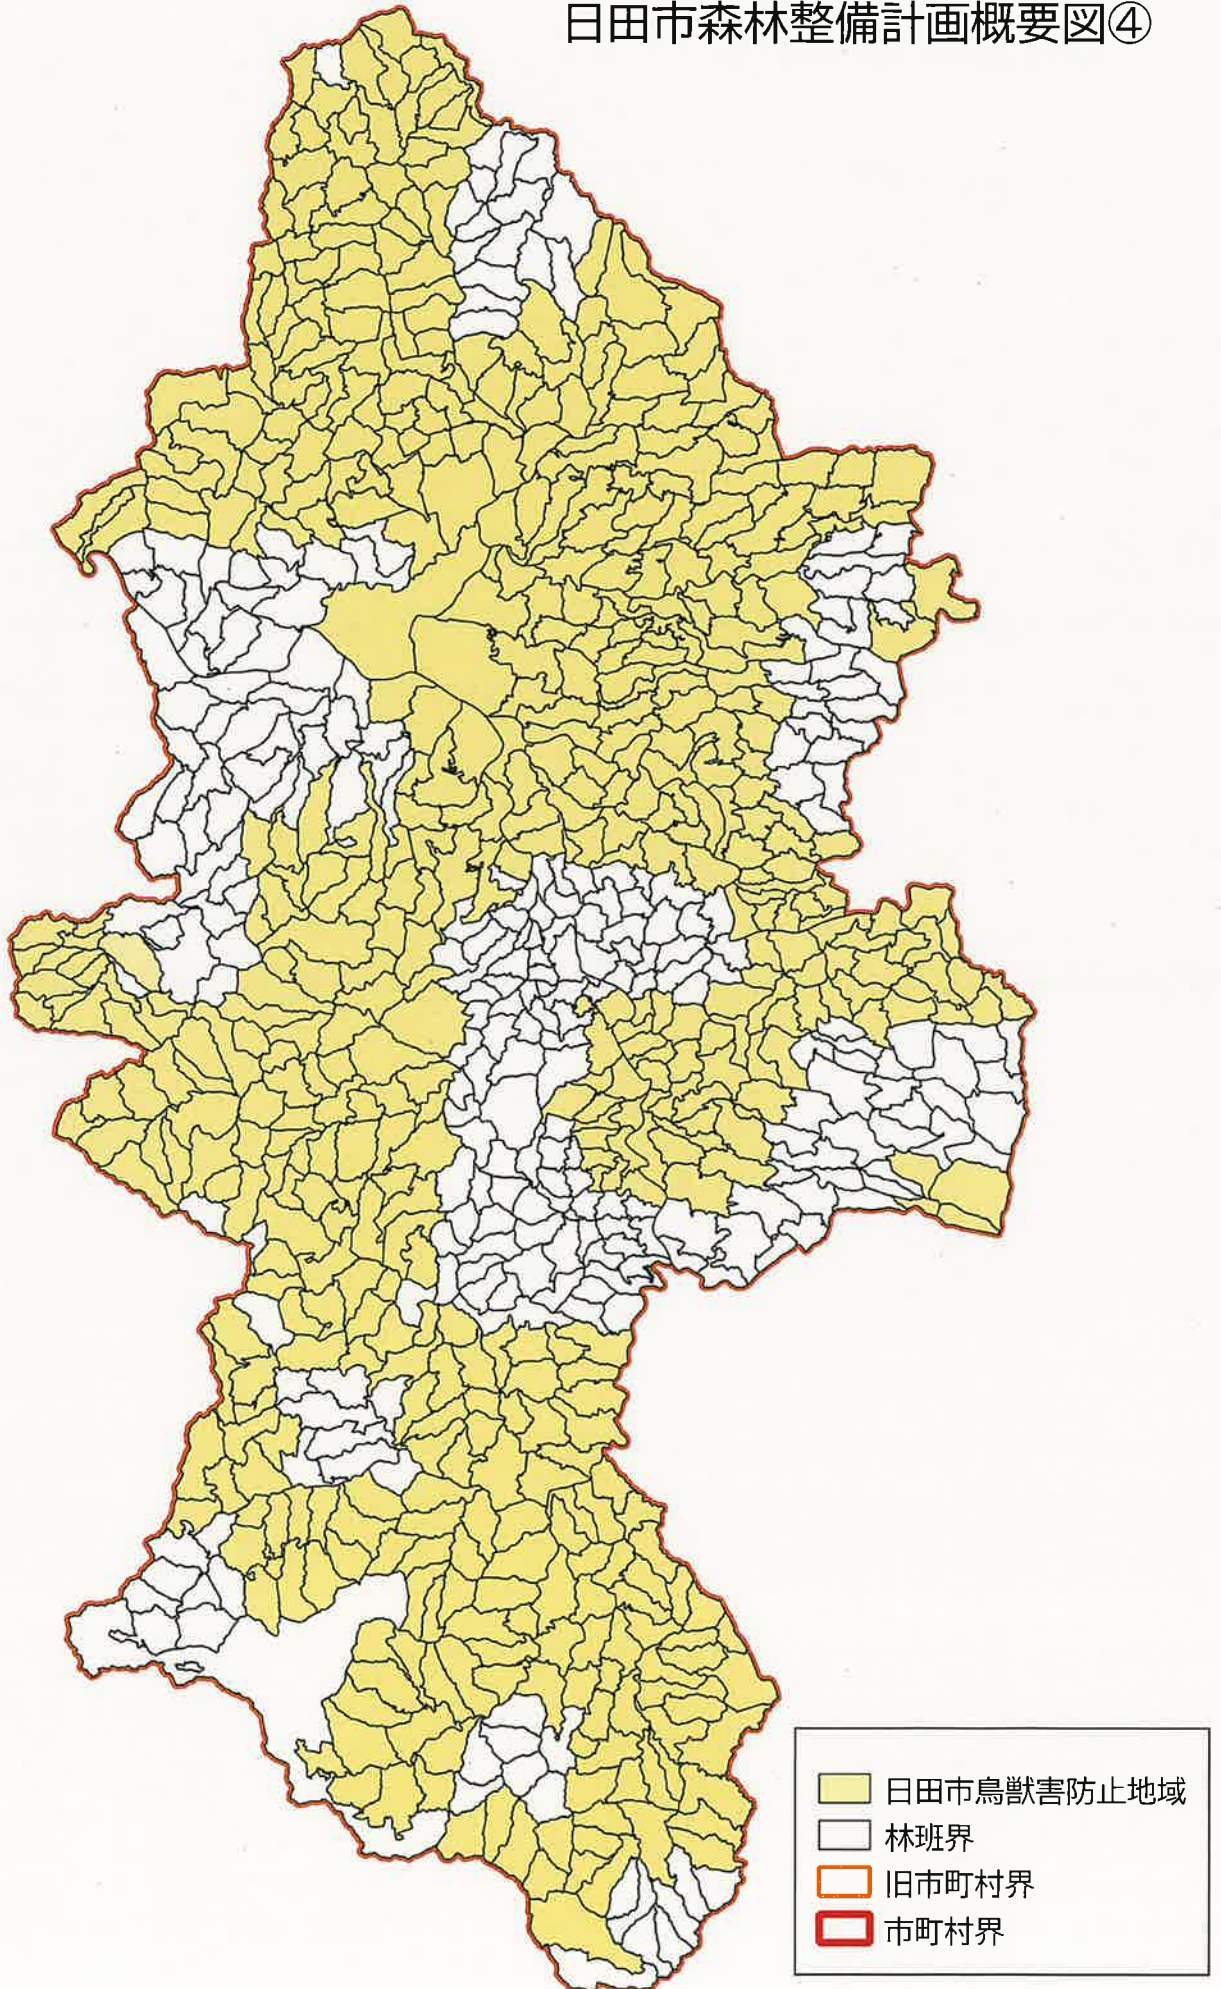 日田市森林整備計画概要図④
日田市鳥獣害防止地域
林班界
旧市町村界
市町村界